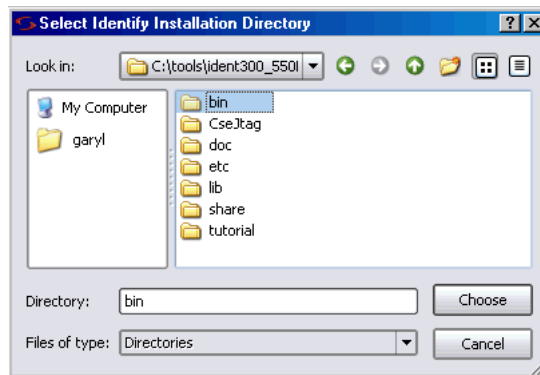 Select Identify Installation Directory
Look in: C:\tools\ident300_550
My Computer
garyl
bin
CseJtag
doc
etc
lib
share
tutorial
Directory: bin Choose
Files of type: Directories Cancel